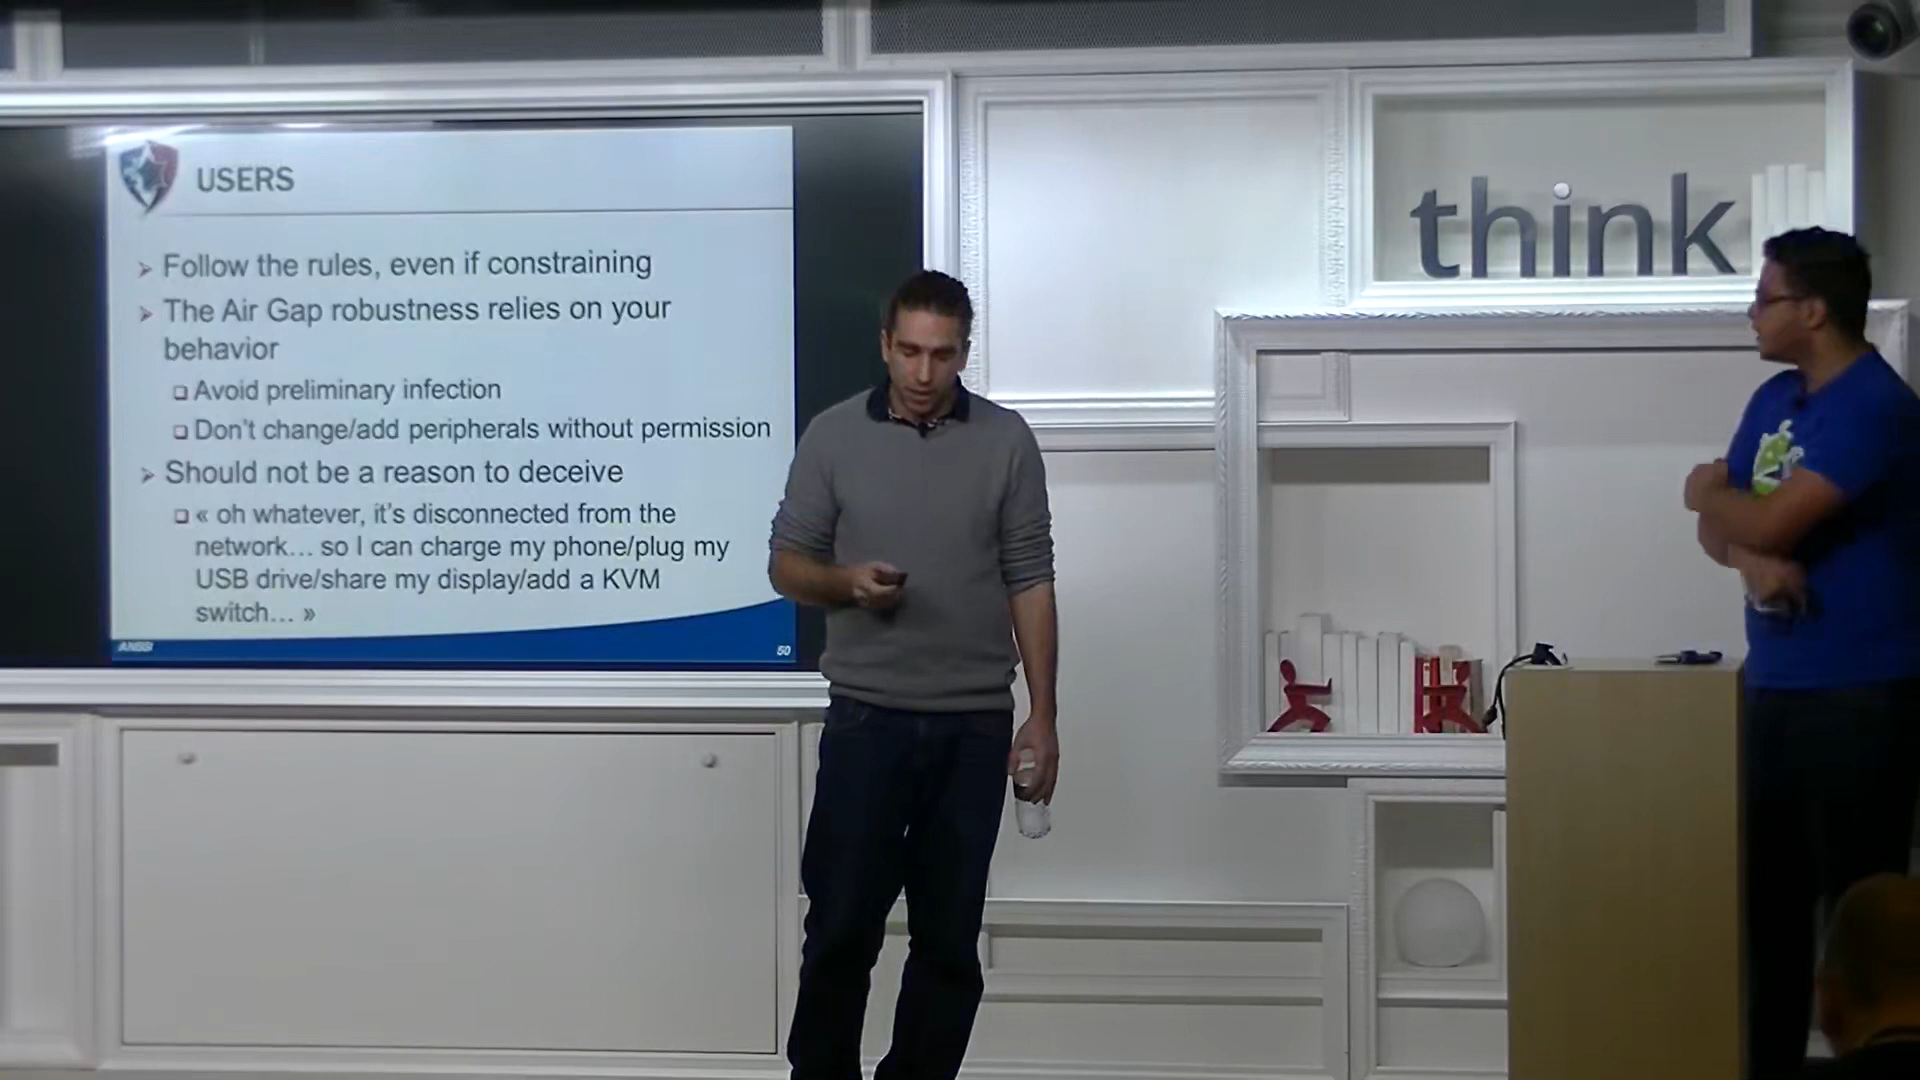 USERS
Follow the rules, even if constraining
The Air Gap robustness relies on your
behavior
Avoid preliminary infection
Don't change/add peripherals without permission
Should not be a reason to deceive
« oh whatever, it's disconnected from the
network... so I can charge my phone/plug my
USB drive/share my display/add a KVM
switch... »
ANSSI
50
think